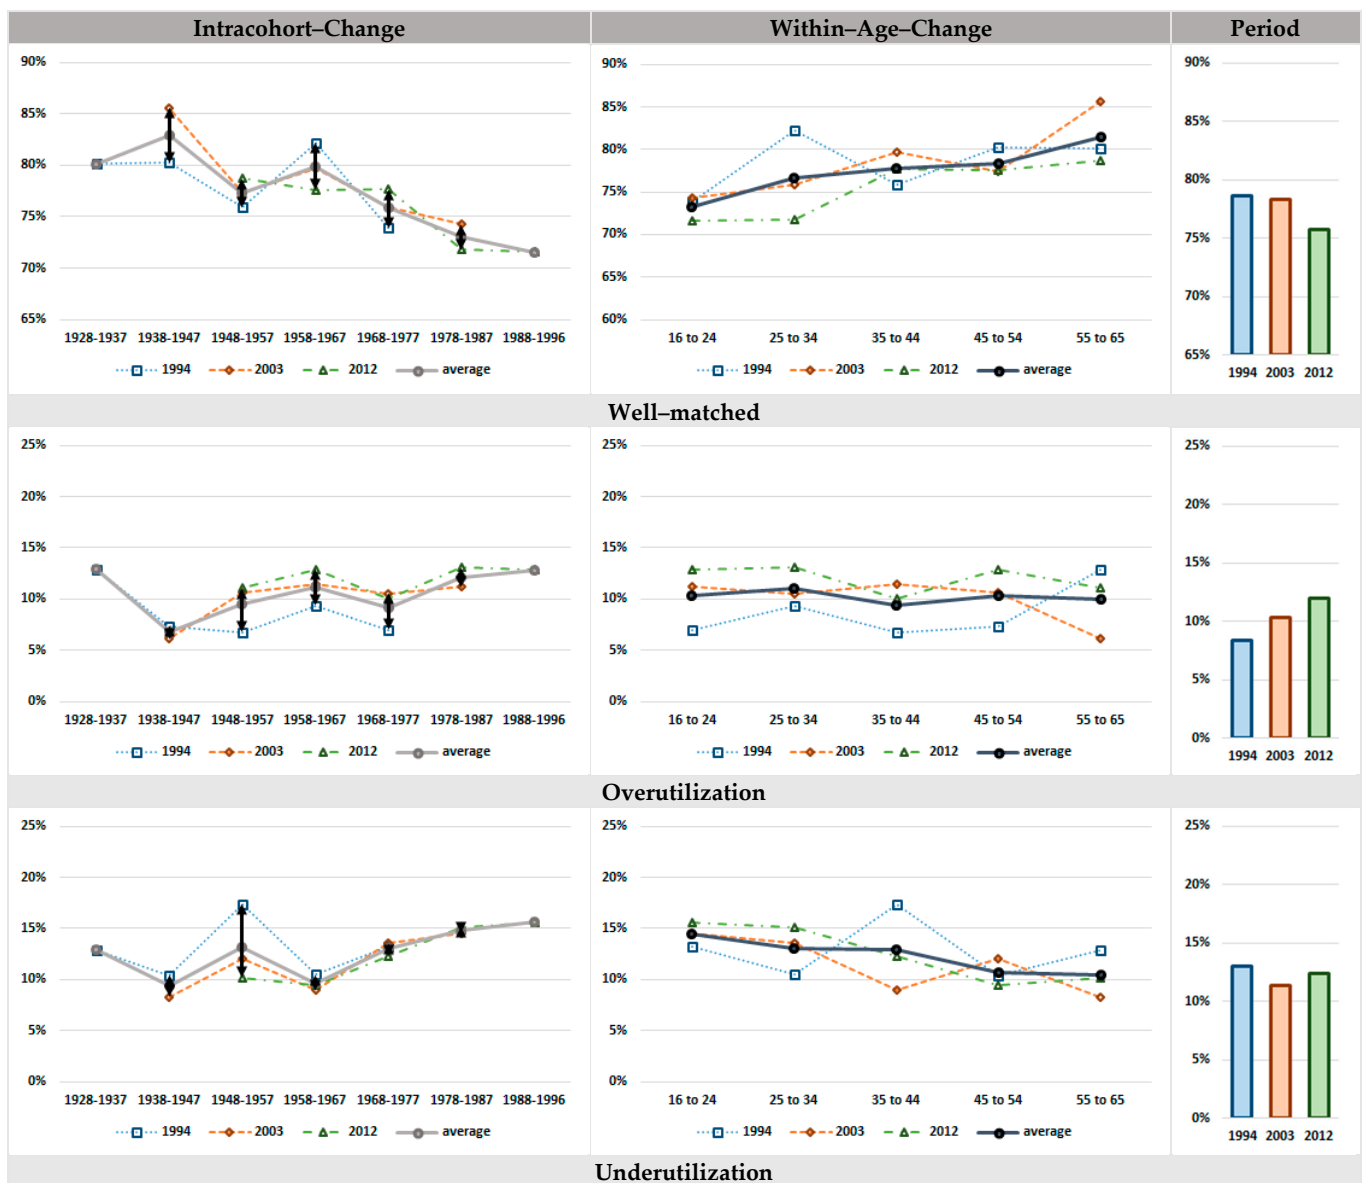 Intracohort–Change Within–Age–Change Period
90%
85%
80%
75%
70%
65%
1928-1937 1938-1947 1948-1957 1958-1967 1968-1977 1978-1987 1988-1996
1994 2003 2012 average
90%
85%
80%
75%
70%
65%
60%
16 to 24 25 to 34 35 to 44 45 to 54 55 to 65
1994 2003 2012 average
90%
85%
80%
75%
70%
65%
1994 2003 2012
Well–matched
25%
20%
15%
10%
5%
0%
1928-1937 1938-1947 1948-1957 1958-1967 1968-1977 1978-1987 1988-1996
1994 2003 2012 average
25%
20%
15%
10%
5%
0%
16 to 24 25 to 34 35 to 44 45 to 54 55 to 65
1994 2003 2012 average
25%
20%
15%
10%
5%
0%
1994 2003 2012
Overutilization
25%
20%
15%
10%
5%
0%
1928-1937 1938-1947 1948-1957 1958-1967 1968-1977 1978-1987 1988-1996
1994 2003 2012 average
25%
20%
15%
10%
5%
0%
16 to 24 25 to 34 35 to 44 45 to 54 55 to 65
1994 2003 2012 average
25%
20%
15%
10%
5%
0%
1994 2003 2012
Underutilization